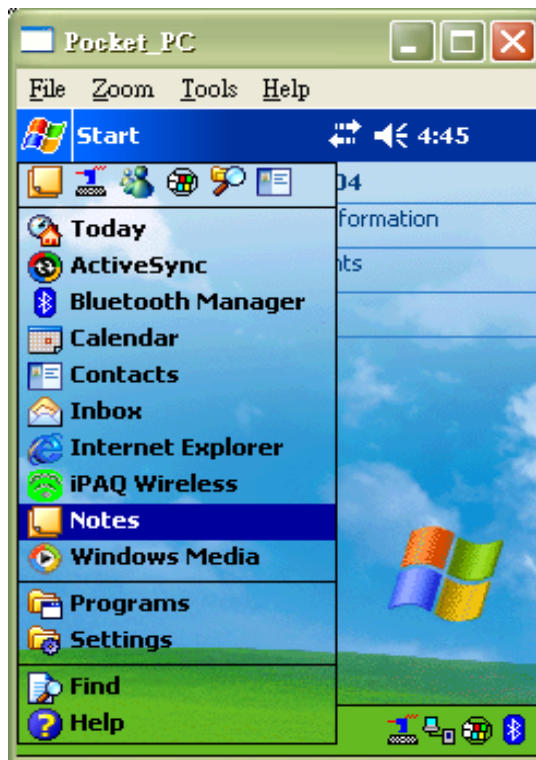 Pocket_PC
File Zoom Tools Help
Start 4:45
04
formation
nts
Today
ActiveSync
Bluetooth Manager
Calendar
Contacts
Inbox
Internet Explorer
iPAQ Wireless
Notes
Windows Media
Programs
Settings
Find
Help